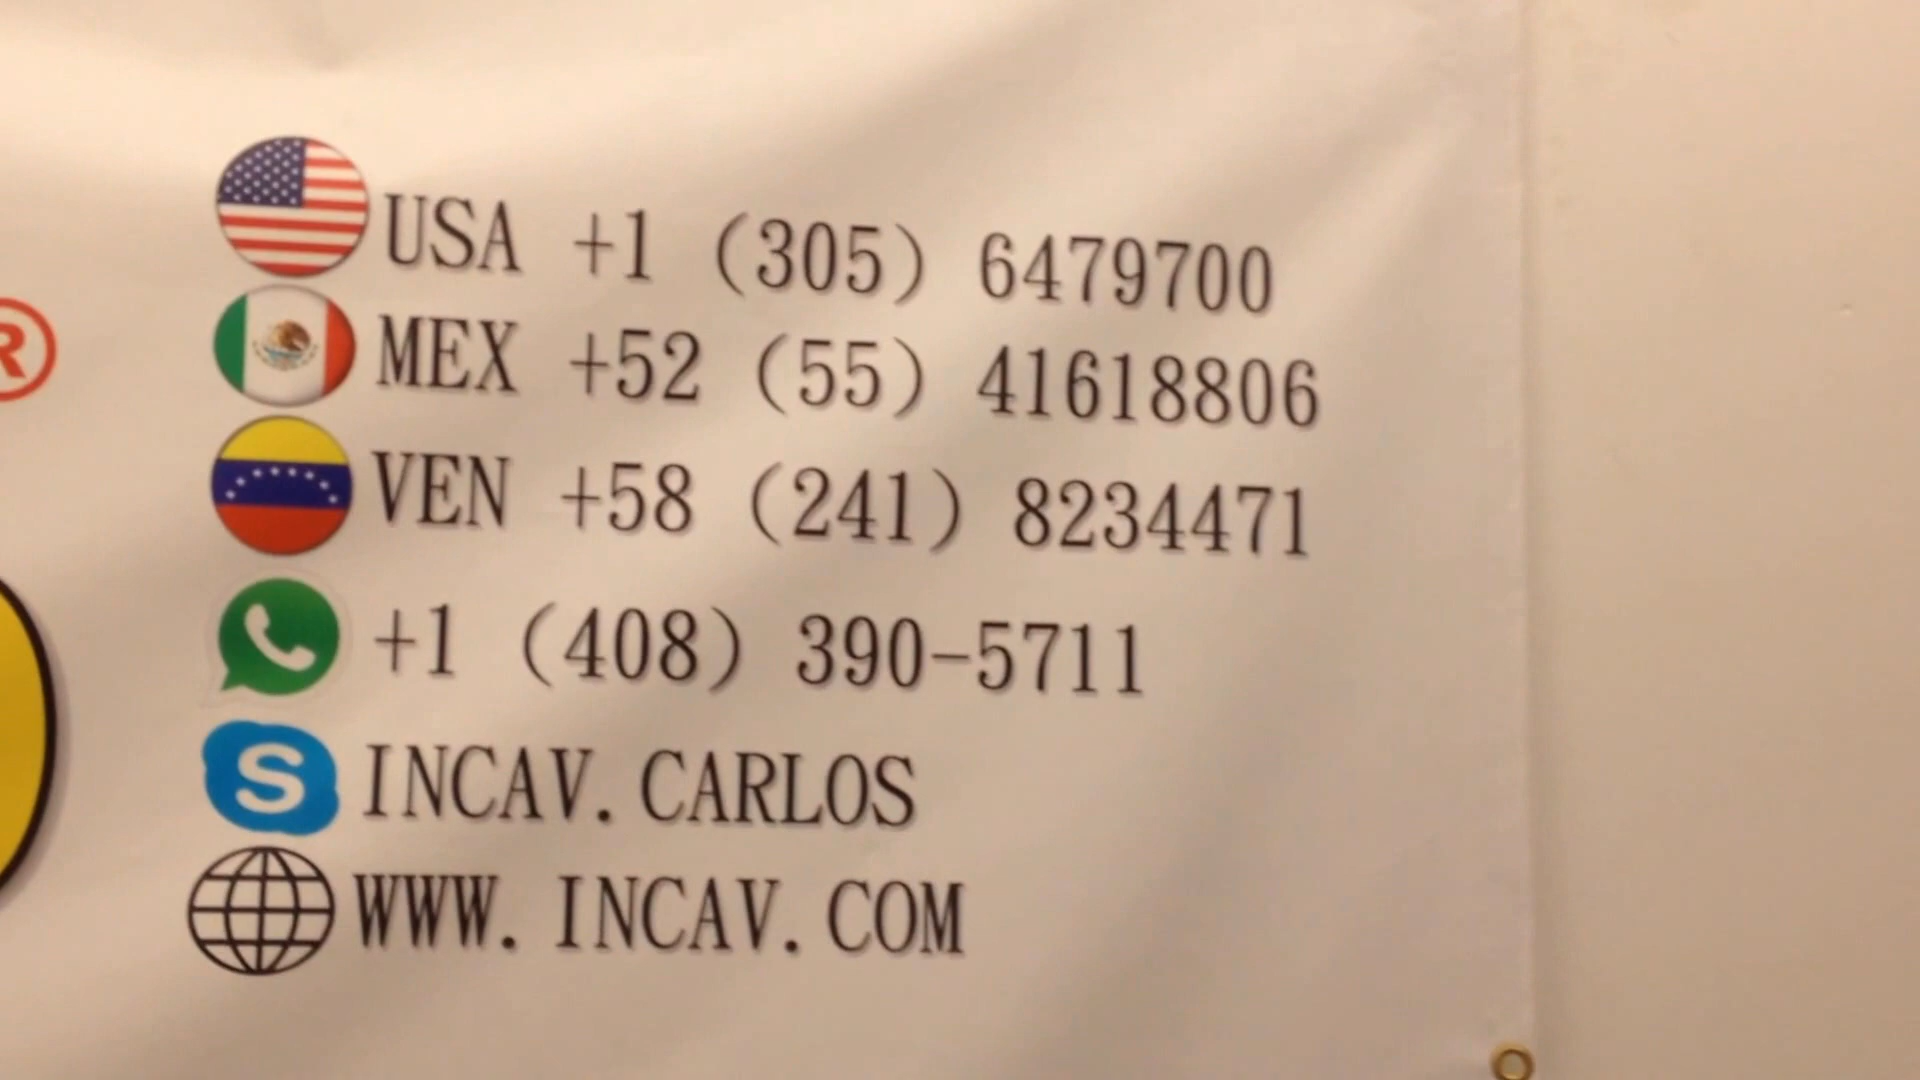 ®
USA +1 (305) 6479700
MEX +52 (55) 41618806
VEN +58 (241) 8234471
+1 (408) 390-5711
INCAV.CARLOS
WWW.INCAV.COM